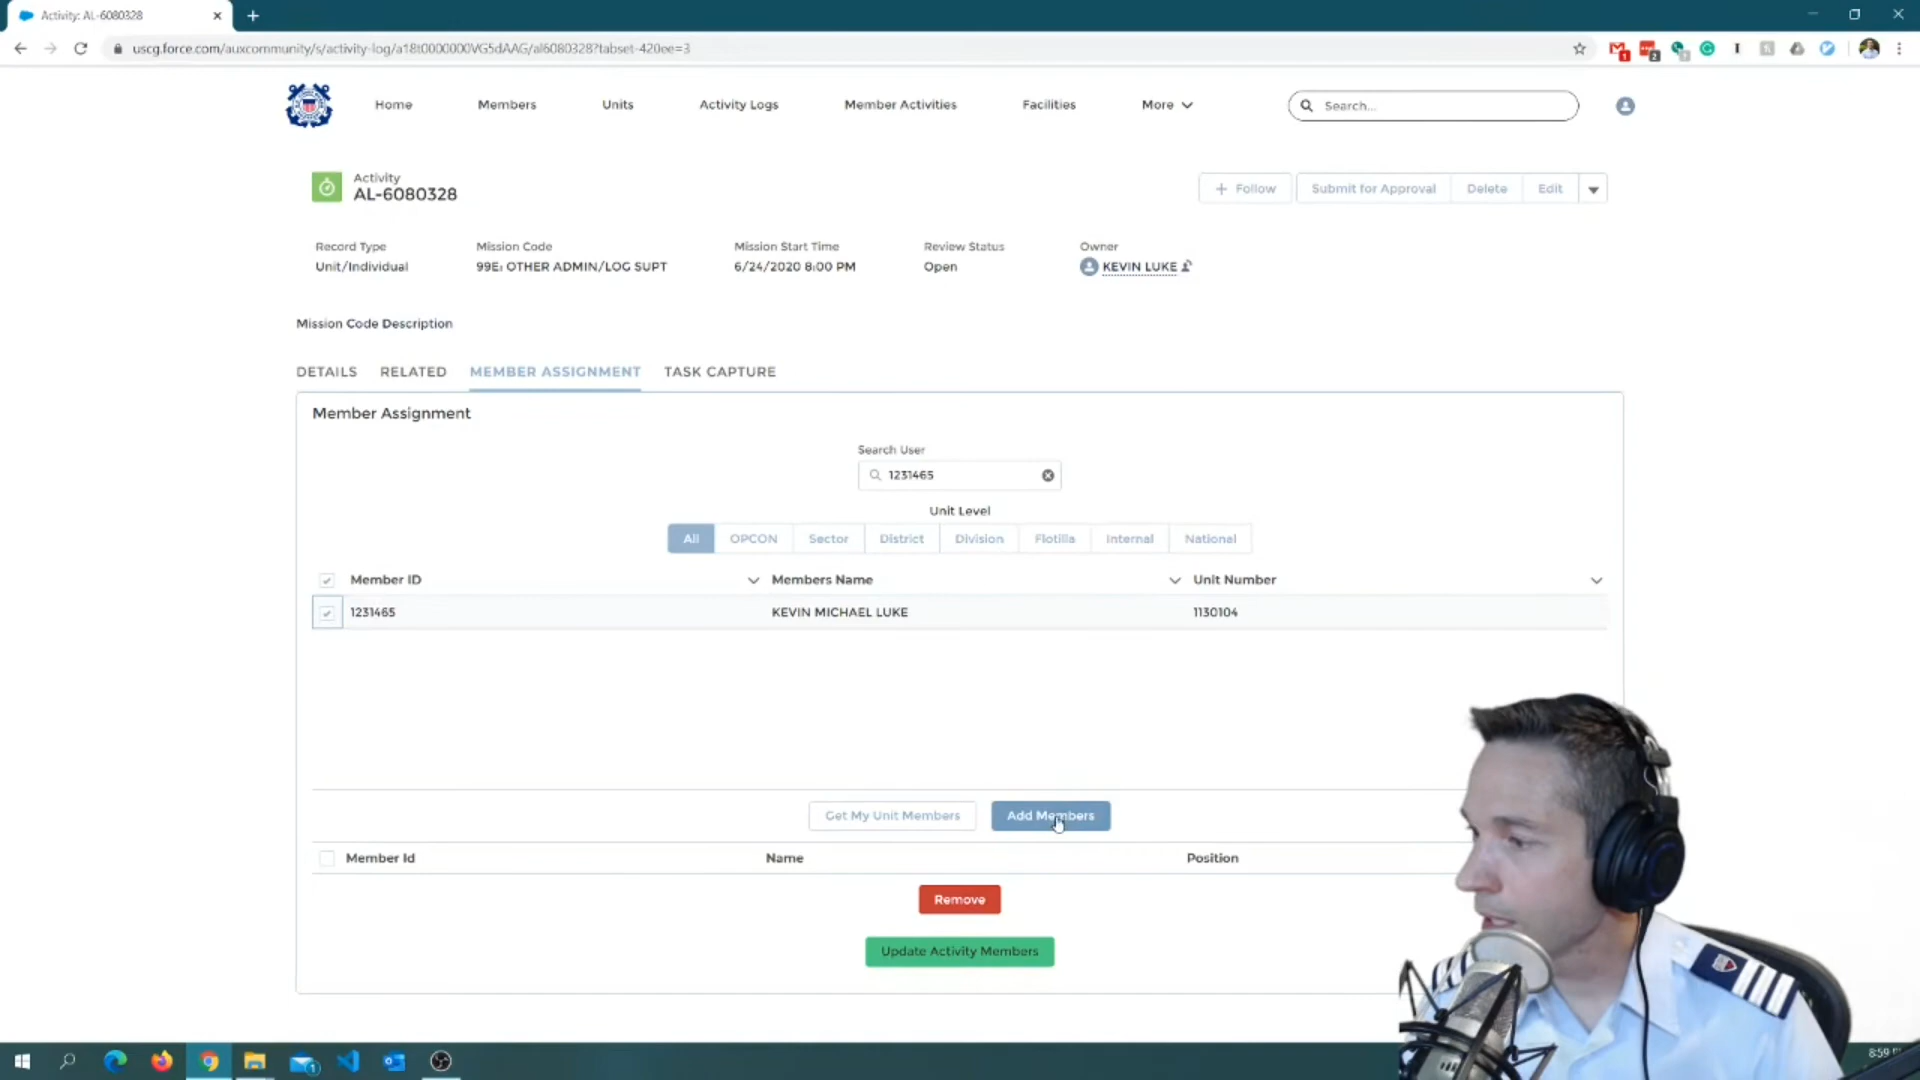 Activity: AL-6080328
uscg.force.com/auxcommunity/s/activity-log/a18t0000000VG5dAAG/al6080328?tabset-420ee=3
Home Members Units Activity Logs Member Activities Facilities More Search...
Activity
AL-6080328
Follow Submit for Approval Delete Edit
Record Type Mission Code Mission Start Time Review Status Owner
Unit/Individual 99E: OTHER ADMIN/LOG SUPT 6/24/2020 8:00 PM Open KEVIN LUKE
Mission Code Description
DETAILS RELATED MEMBER ASSIGNMENT TASK CAPTURE
Member Assignment
Search User
1231465
Unit Level
All OPCON Sector District Division Flotilla Internal National
Member ID Members Name Unit Number
1231465 KEVIN MICHAEL LUKE 1130104
Get My Unit Members Add Members
Member Id Name Position
Remove
Update Activity Members
8:59